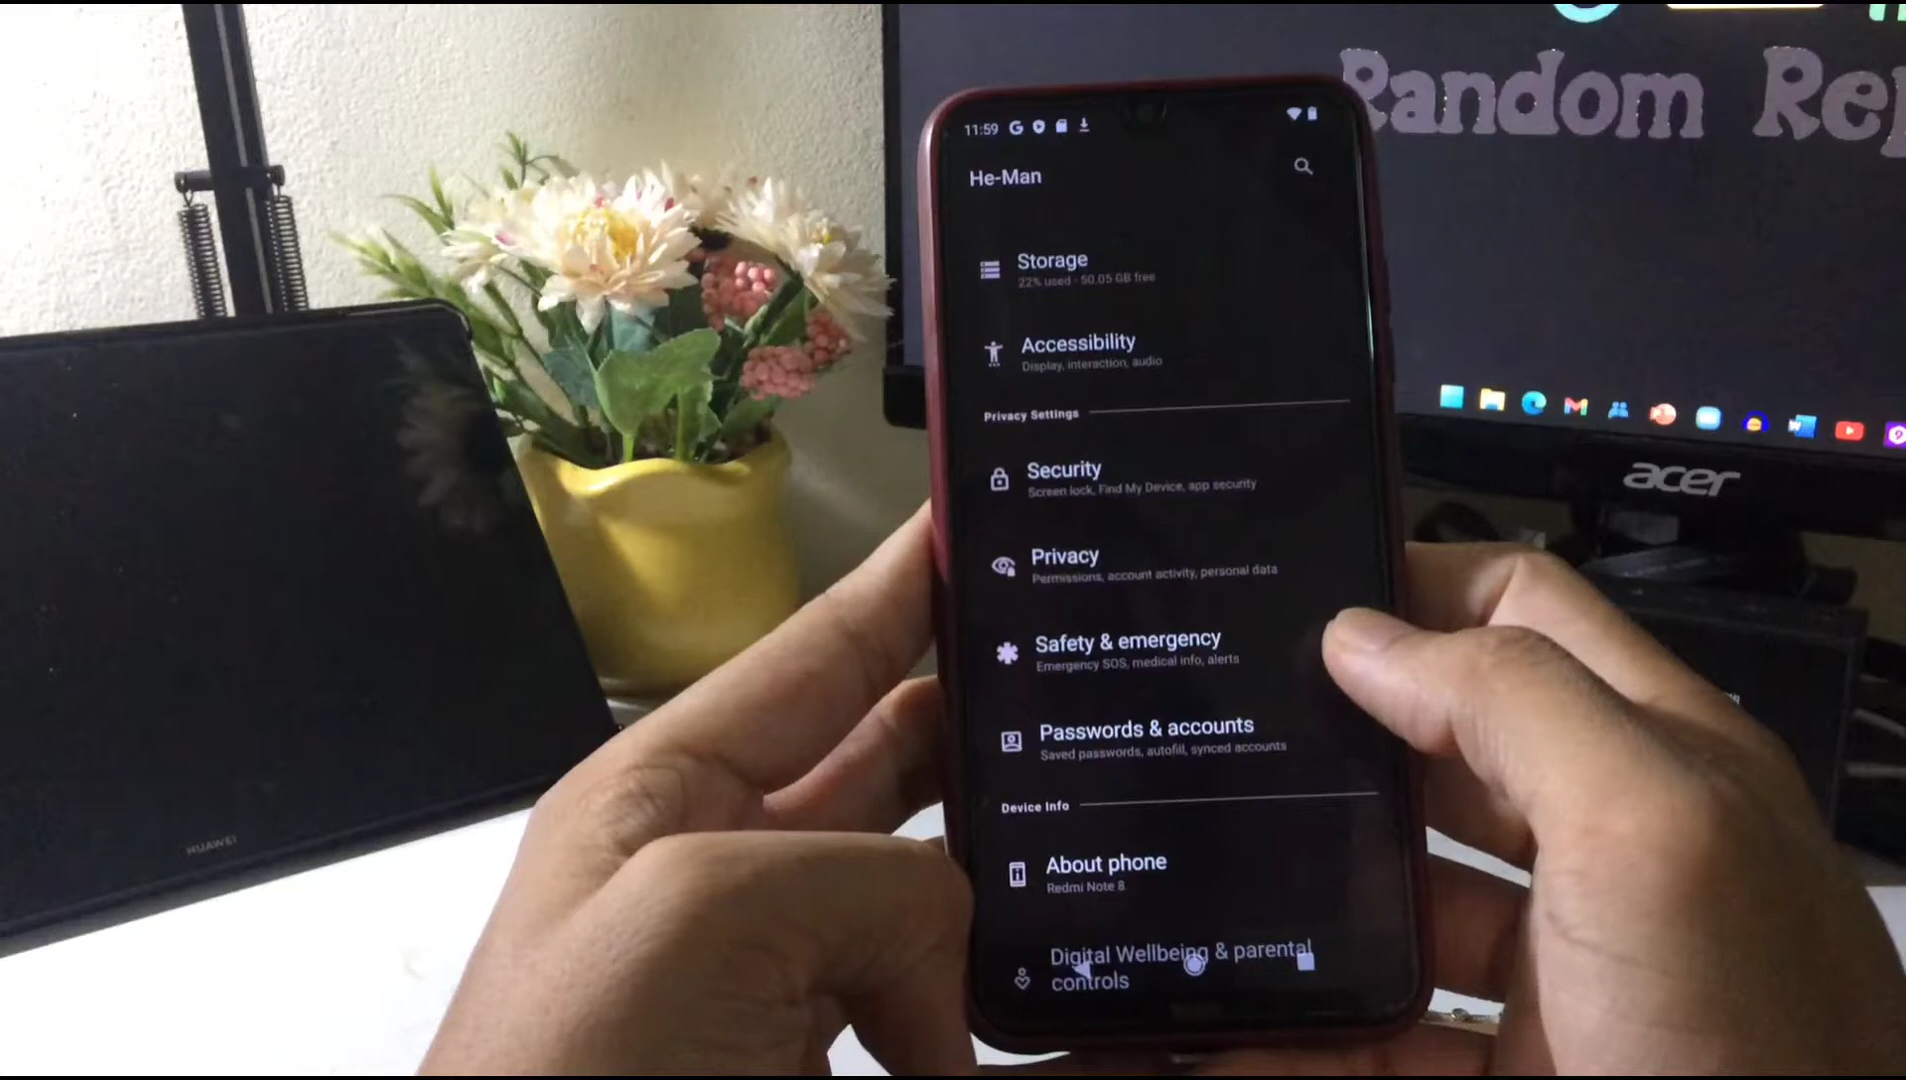 Random Rep
11:59
He-Man
Storage
22% used - 50.05 GB free
Accessibility
Display, interaction, audio
Privacy Settings
Security
Screen lock, Find My Device, app security
Privacy
Permissions, account activity, personal data
Safety & emergency
Emergency SOS, medical info, alerts
Passwords & accounts
Saved passwords, autofill, synced accounts
Device Info
About phone
Redmi Note 8
Digital Wellbeing & parental
controls
acer
HUAWEI